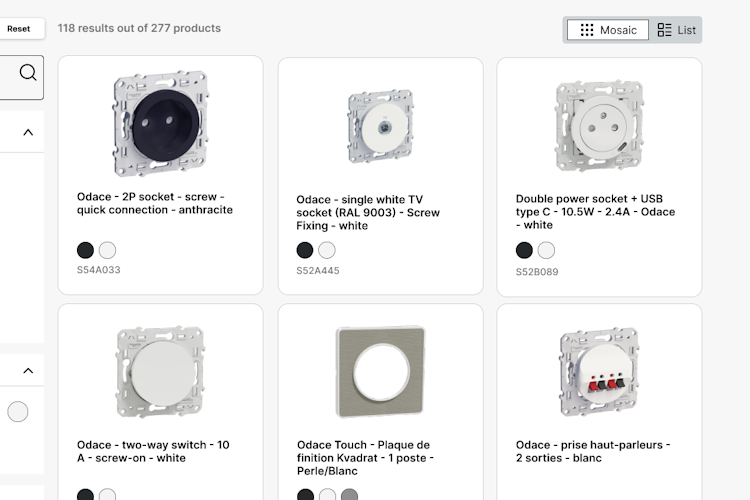 Reset
118 results out of 277 products
Mosaic
List
Odace - 2P socket - screw -
quick connection - anthracite
S54A033
Odace - single white TV
socket (RAL 9003) - Screw
Fixing - white
S52A445
Double power socket + USB
type C - 10.5W - 2.4A - Odace
- white
S52B089
Odace - two-way switch - 10
A - screw-on - white
Odace Touch - Plaque de
finition Kvadrat - 1 poste -
Perle/Blanc
Odace - prise haut-parleurs -
2 sorties - blanc